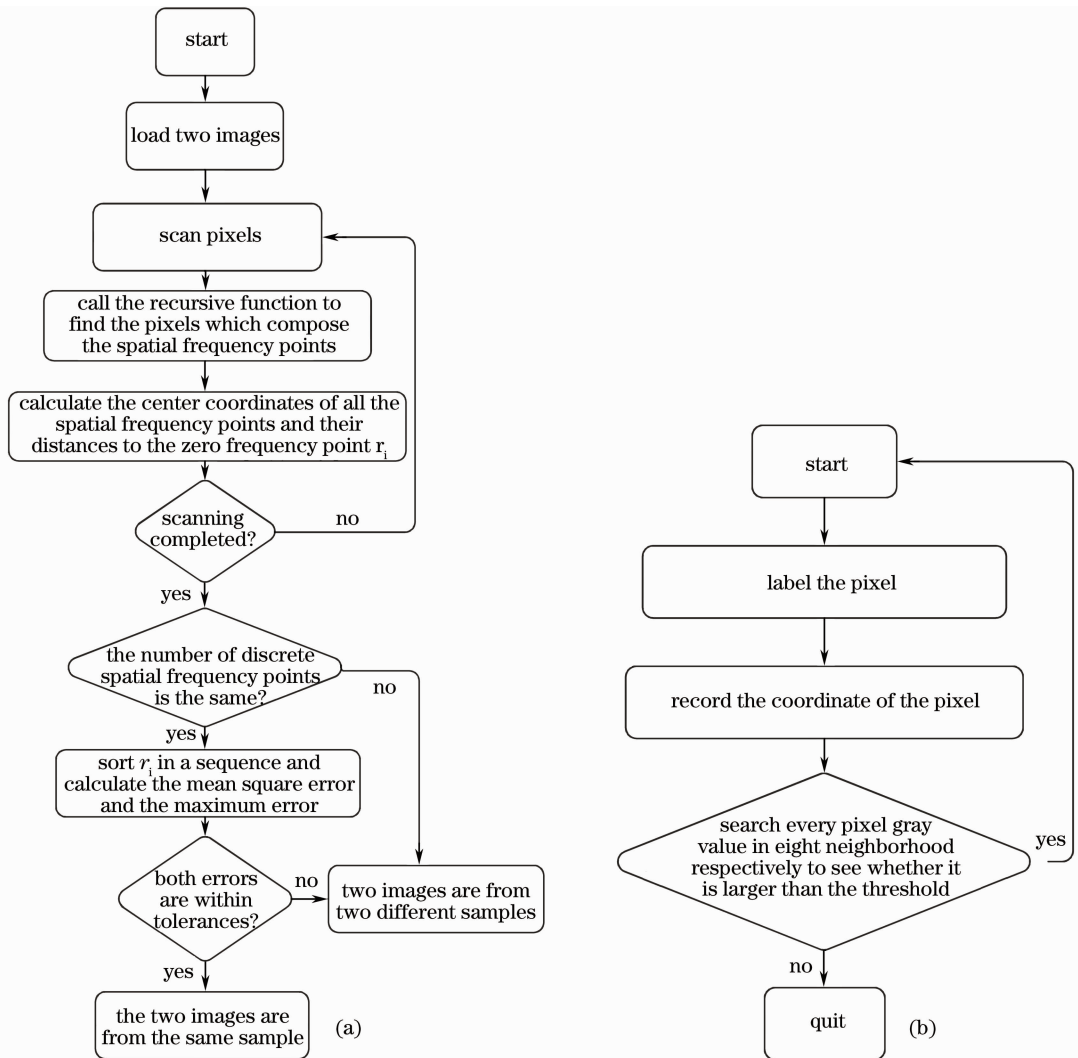 start
load two images
scan pixels
call the recursive function to
find the pixels which compose
the spatial frequency points
calculate the center coordinates of all the
spatial frequency points and their
distances to the zero frequency point r_i
scanning
completed?
no
yes
the number of discrete
spatial frequency points
is the same?
no
yes
sort r_i in a sequence and
calculate the mean square error
and the maximum error
both errors
are within
tolerances?
no
two images are from
two different samples
yes
the two images are
from the same sample
(a)
start
label the pixel
record the coordinate of the pixel
search every pixel gray
value in eight neighborhood
respectively to see whether it
is larger than the threshold
yes
no
quit
(b)